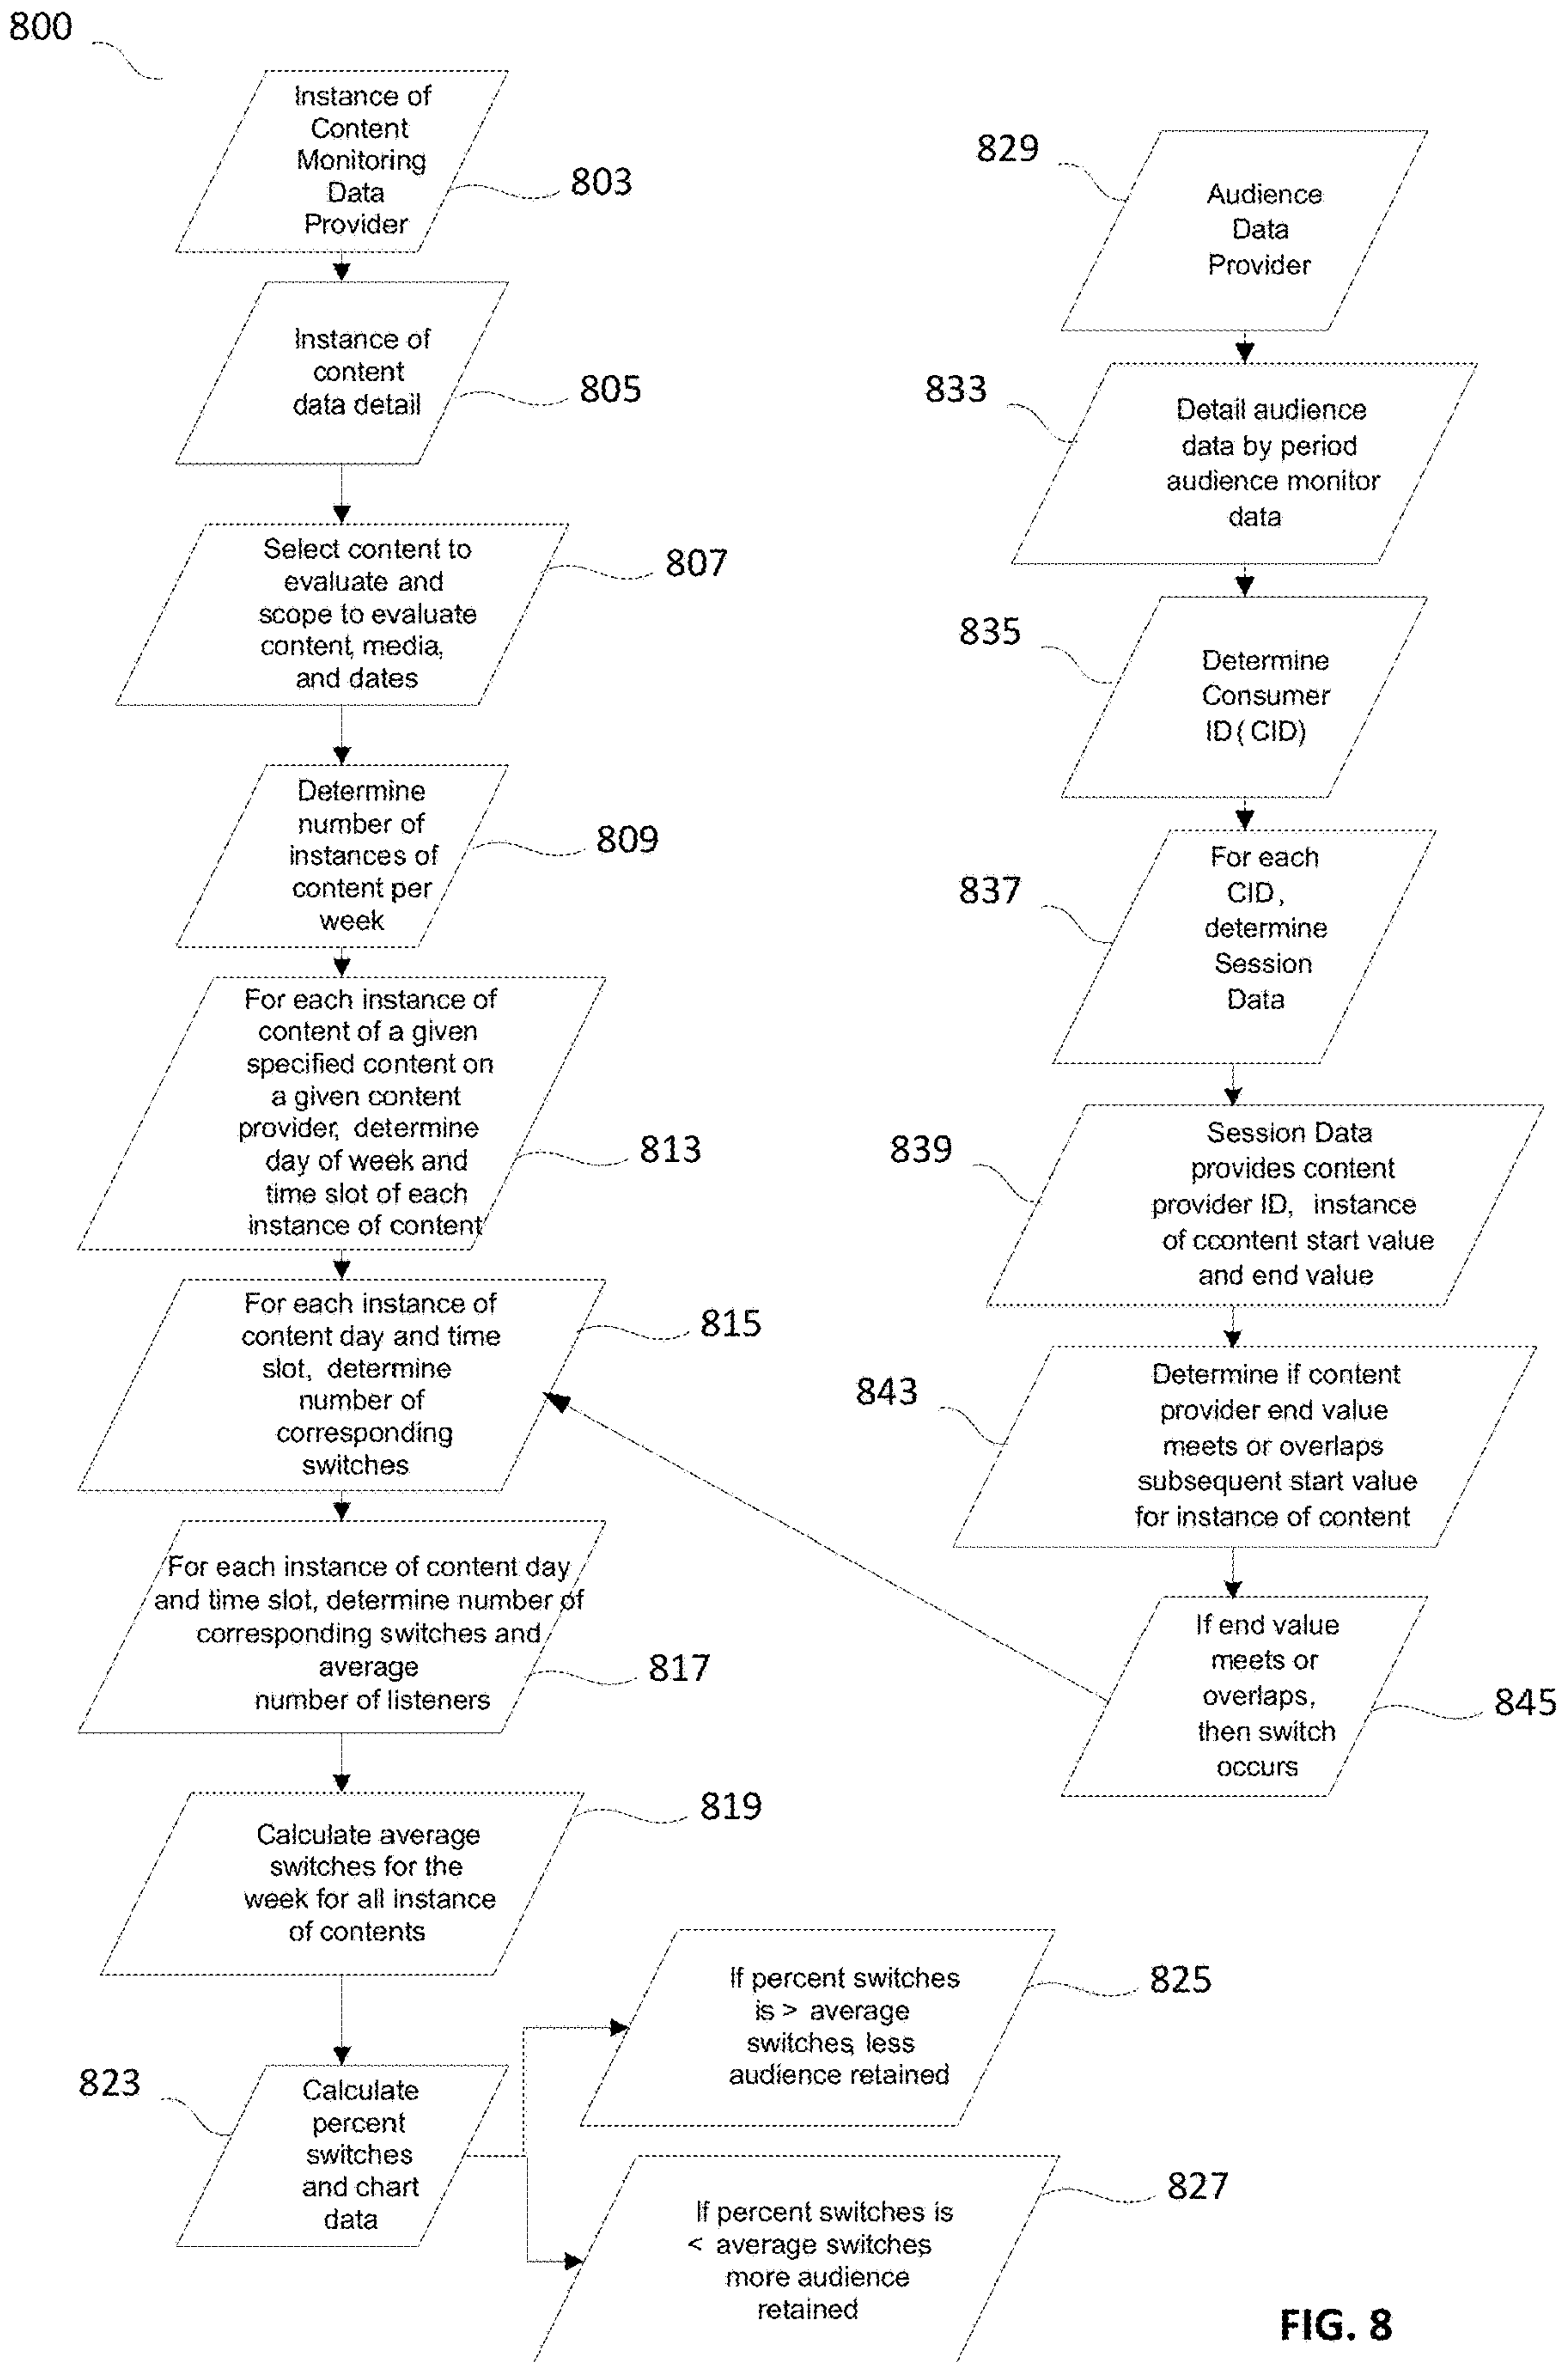 800
Instance of
Content
Monitoring
Data
Provider
803
Instance of
content
data detail
805
Select content to
evaluate and
scope to evaluate
content, media,
and dates
807
Determine
number of
instances of
content per
week
809
For each instance of
content of a given
specified content on
a given content
provider, determine
day of week and
time slot of each
instance of content
813
For each instance of
content day and time
slot, determine
number of
corresponding
switches
815
For each instance of content day
and time slot, determine number of
corresponding switches and
average
number of listeners
817
Calculate average
switches for the
week for all instance
of contents
819
823
Calculate
percent
switches
and chart
data
If percent switches
is > average
switches, less
audience retained
825
If percent switches is
< average switches,
more audience
retained
827
829
Audience
Data
Provider
833
Detail audience
data by period
audience monitor
data
835
Determine
Consumer
ID (CID)
837
For each
CID,
determine
Session
Data
839
Session Data
provides content
provider ID, instance
of ccontent start value
and end value
843
Determine if content
provider end value
meets or overlaps
subsequent start value
for instance of content
If end value
meets or
overlaps,
then switch
occurs
845
FIG. 8